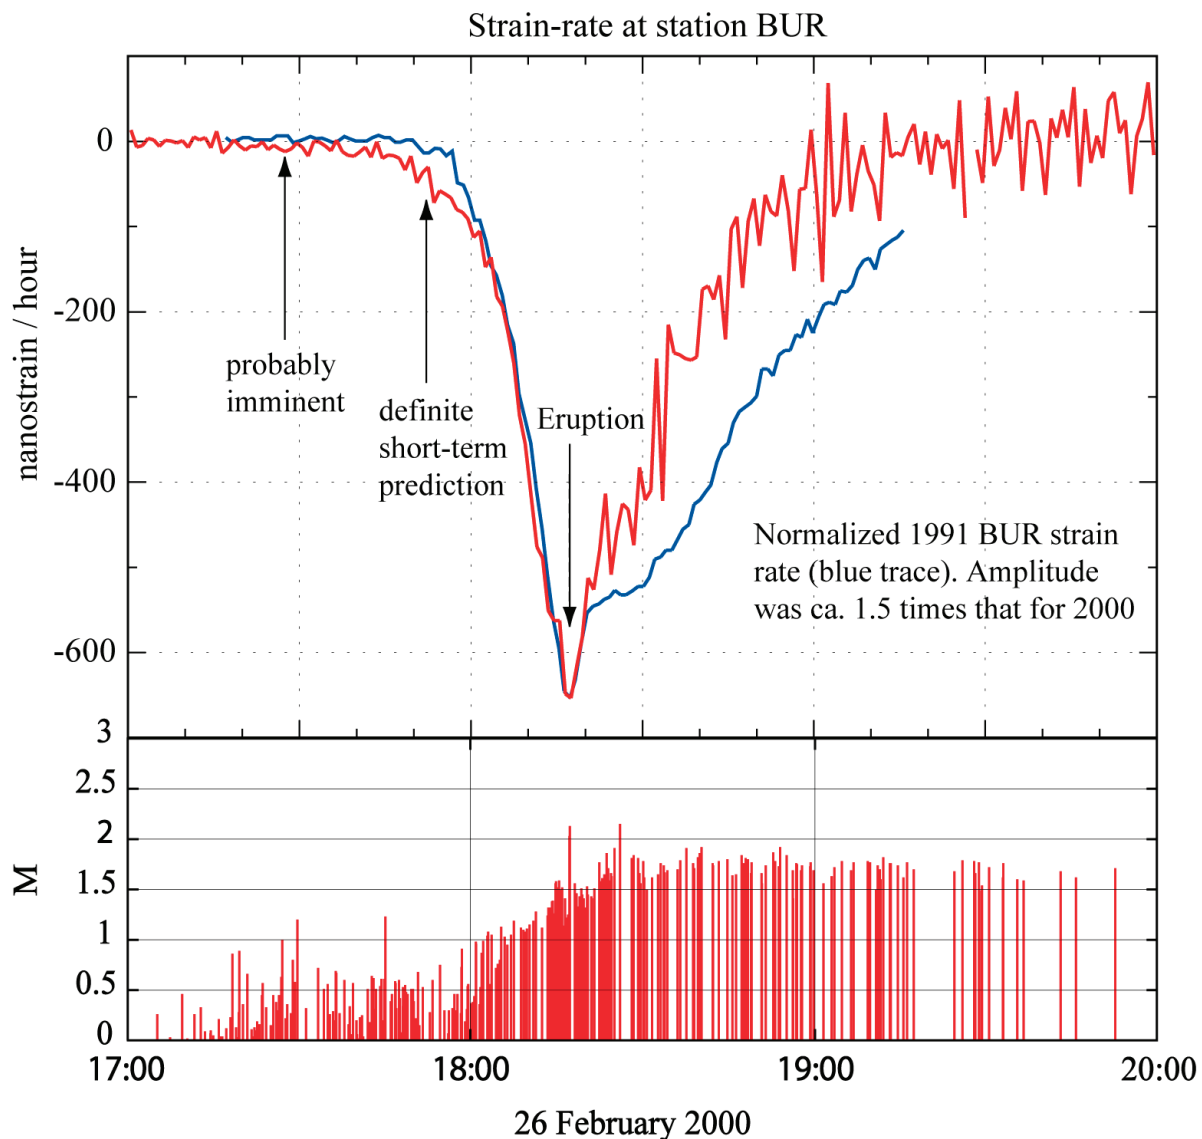 Strain-rate at station BUR
0
-200
-400
-600
nanostrain / hour
probably
imminent
definite
short-term
prediction
Eruption
Normalized 1991 BUR strain
rate (blue trace). Amplitude
was ca. 1.5 times that for 2000
3
2.5
2
1.5
1
0.5
0
M
17:00 18:00 19:00 20:00
26 February 2000